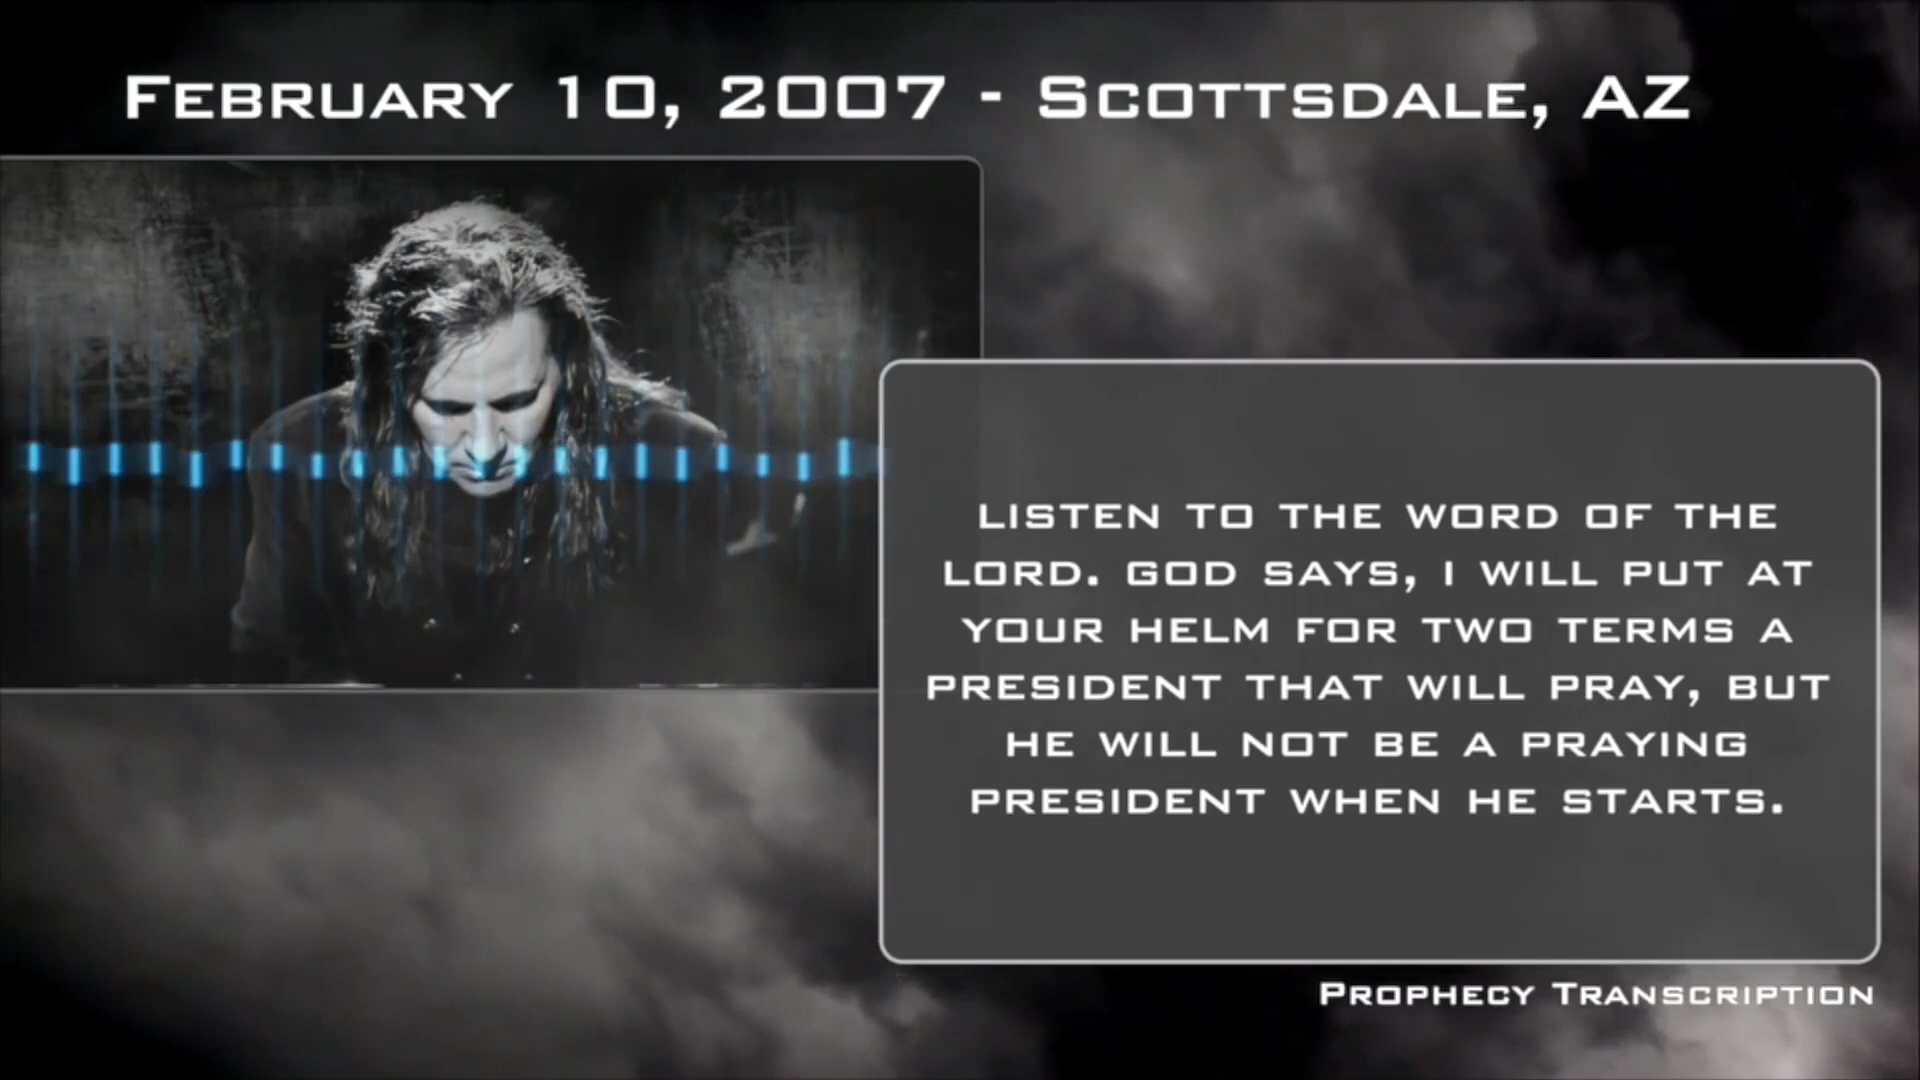 FEBRUARY 10, 2007 - SCOTTSDALE, AZ
LISTEN TO THE WORD OF THE
LORD. GOD SAYS, I WILL PUT AT
YOUR HELM FOR TWO TERMS A
PRESIDENT THAT WILL PRAY, BUT
HE WILL NOT BE A PRAYING
PRESIDENT WHEN HE STARTS.
PROPHECY TRANSCRIPTION